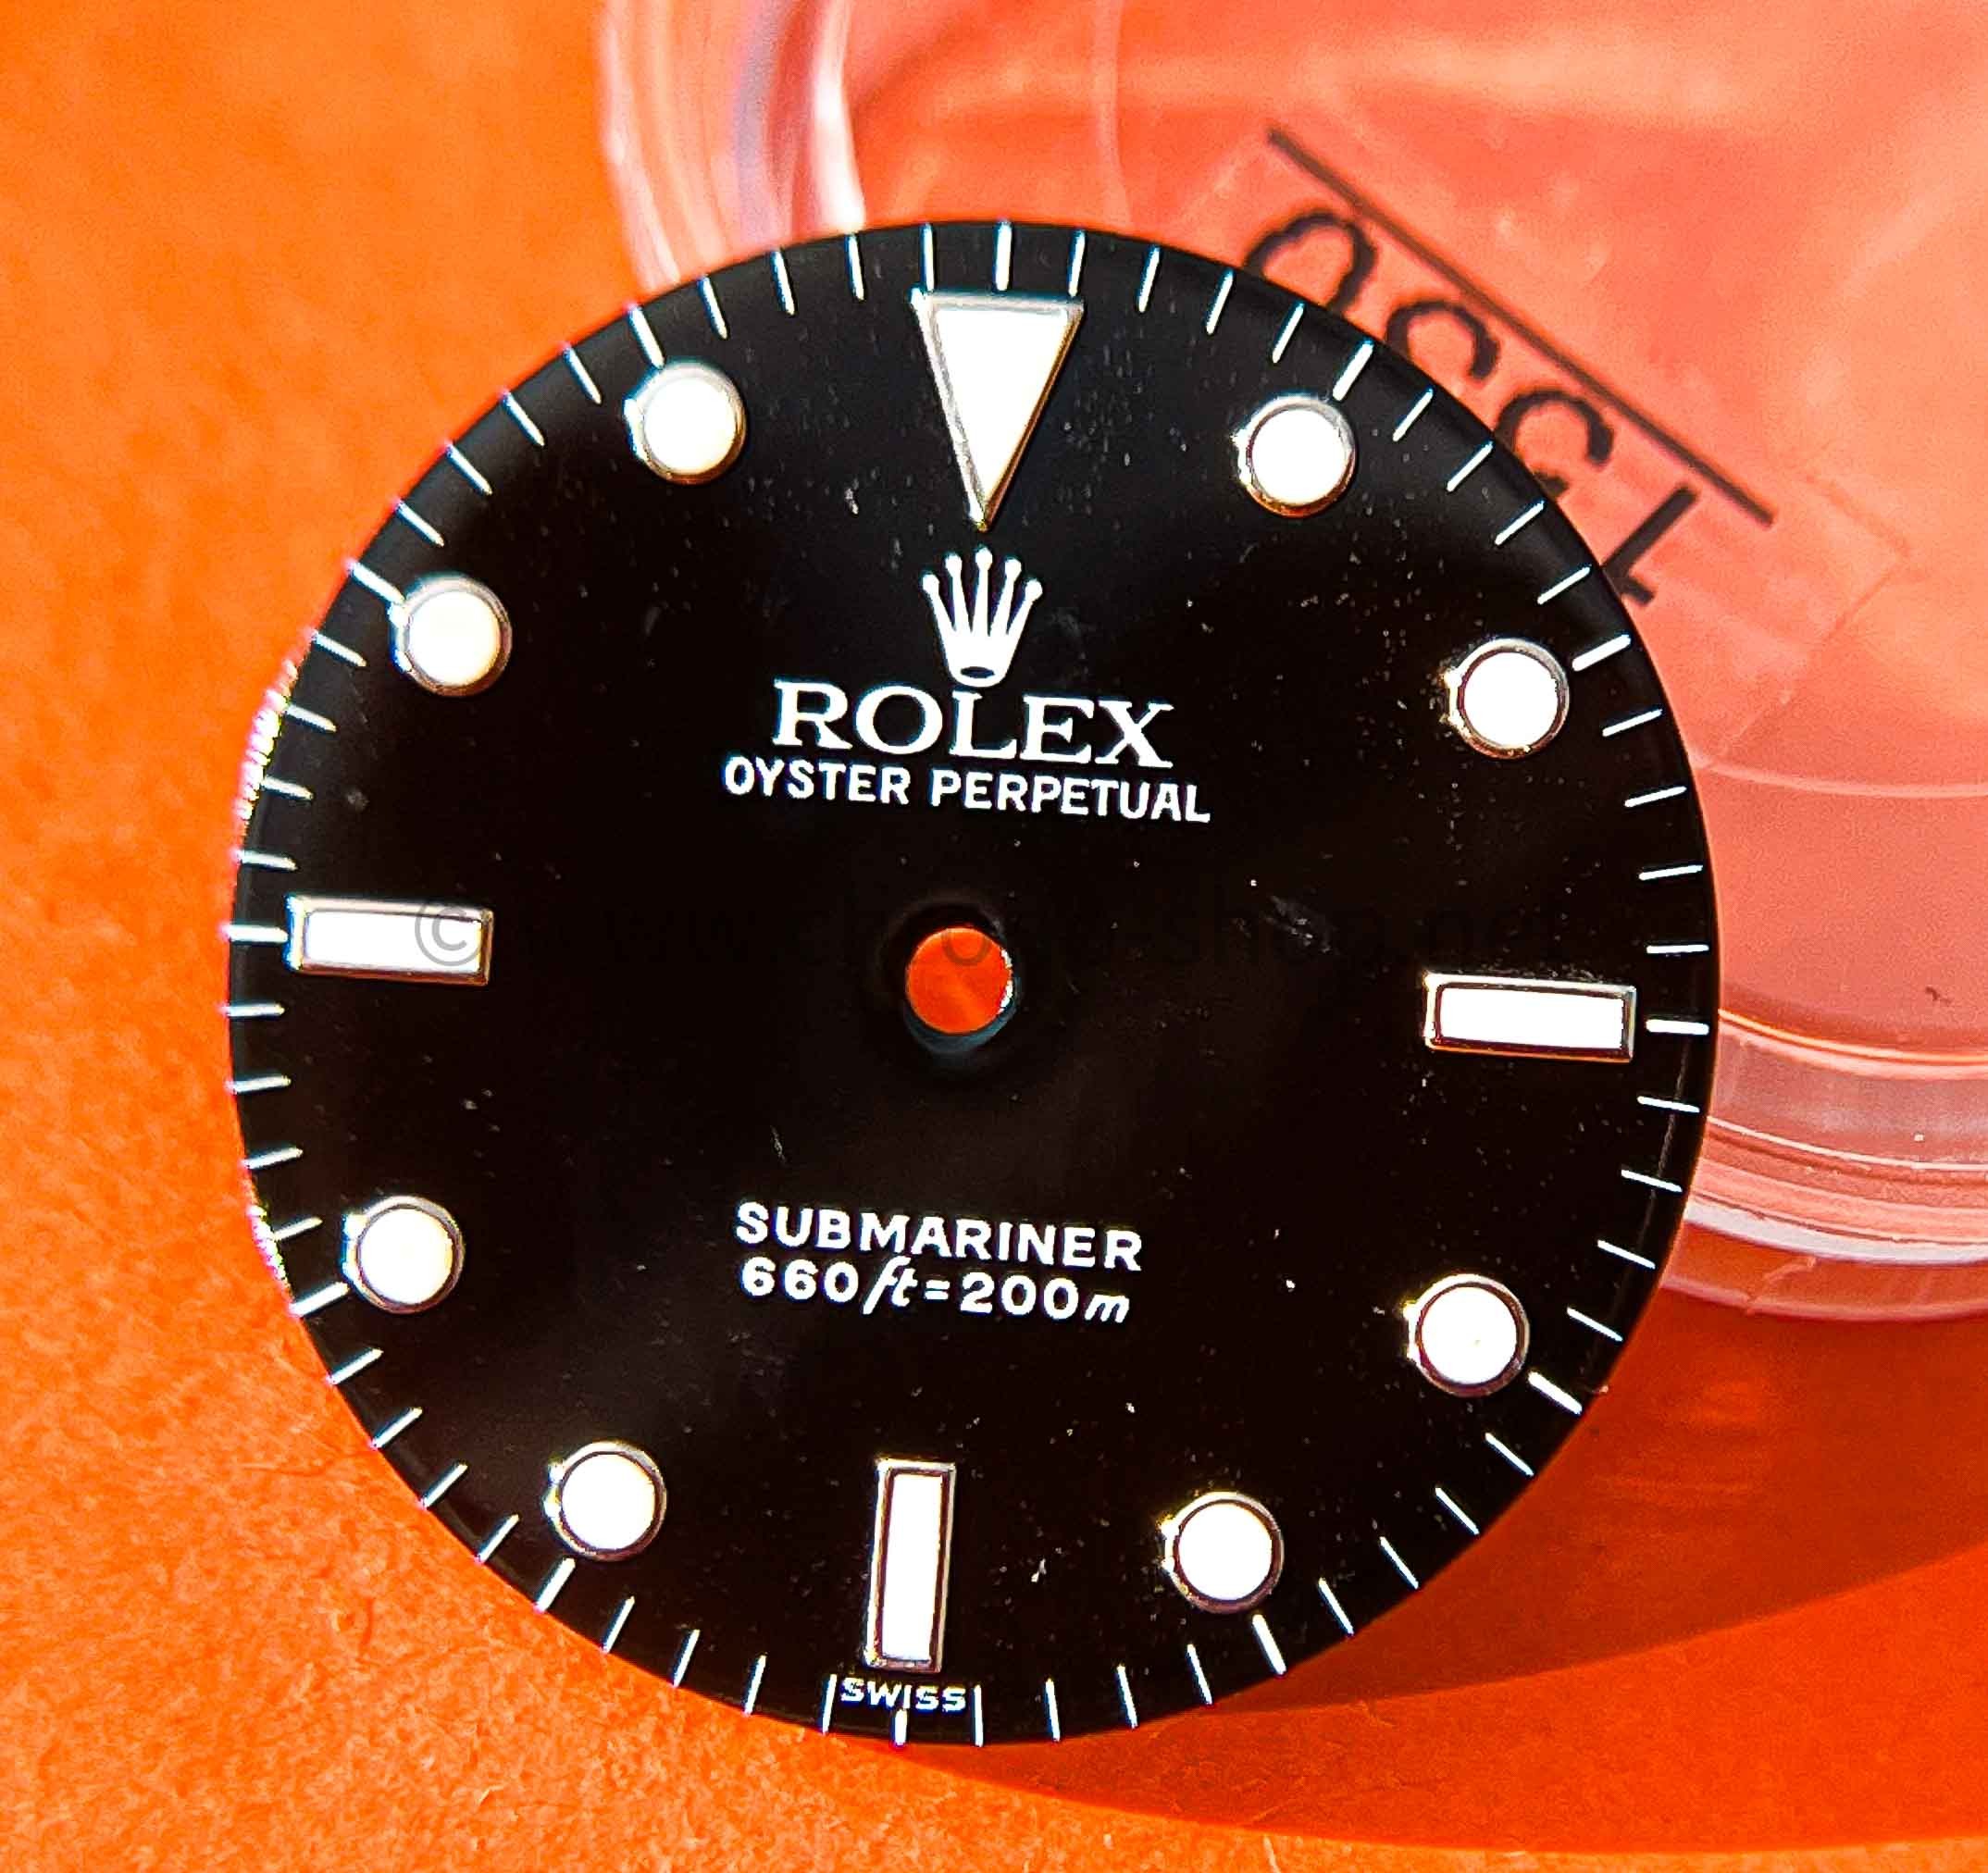 ROLEX
OYSTER PERPETUAL
SUBMARINER
660ft=200m
SWISS